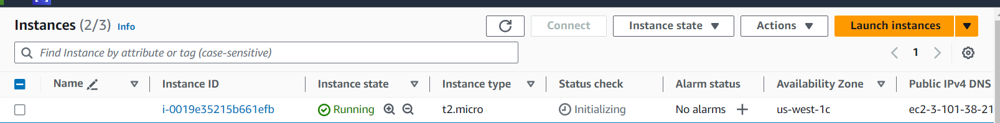 Instances (2/3) Info Connect Instance state Actions Launch instances
Find Instance by attribute or tag (case-sensitive) 1
Name Instance ID Instance state Instance type Status check Alarm status Availability Zone Public IPv4 DNS
i-0019e35215b661efb Running t2.micro Initializing No alarms us-west-1c ec2-3-101-38-21